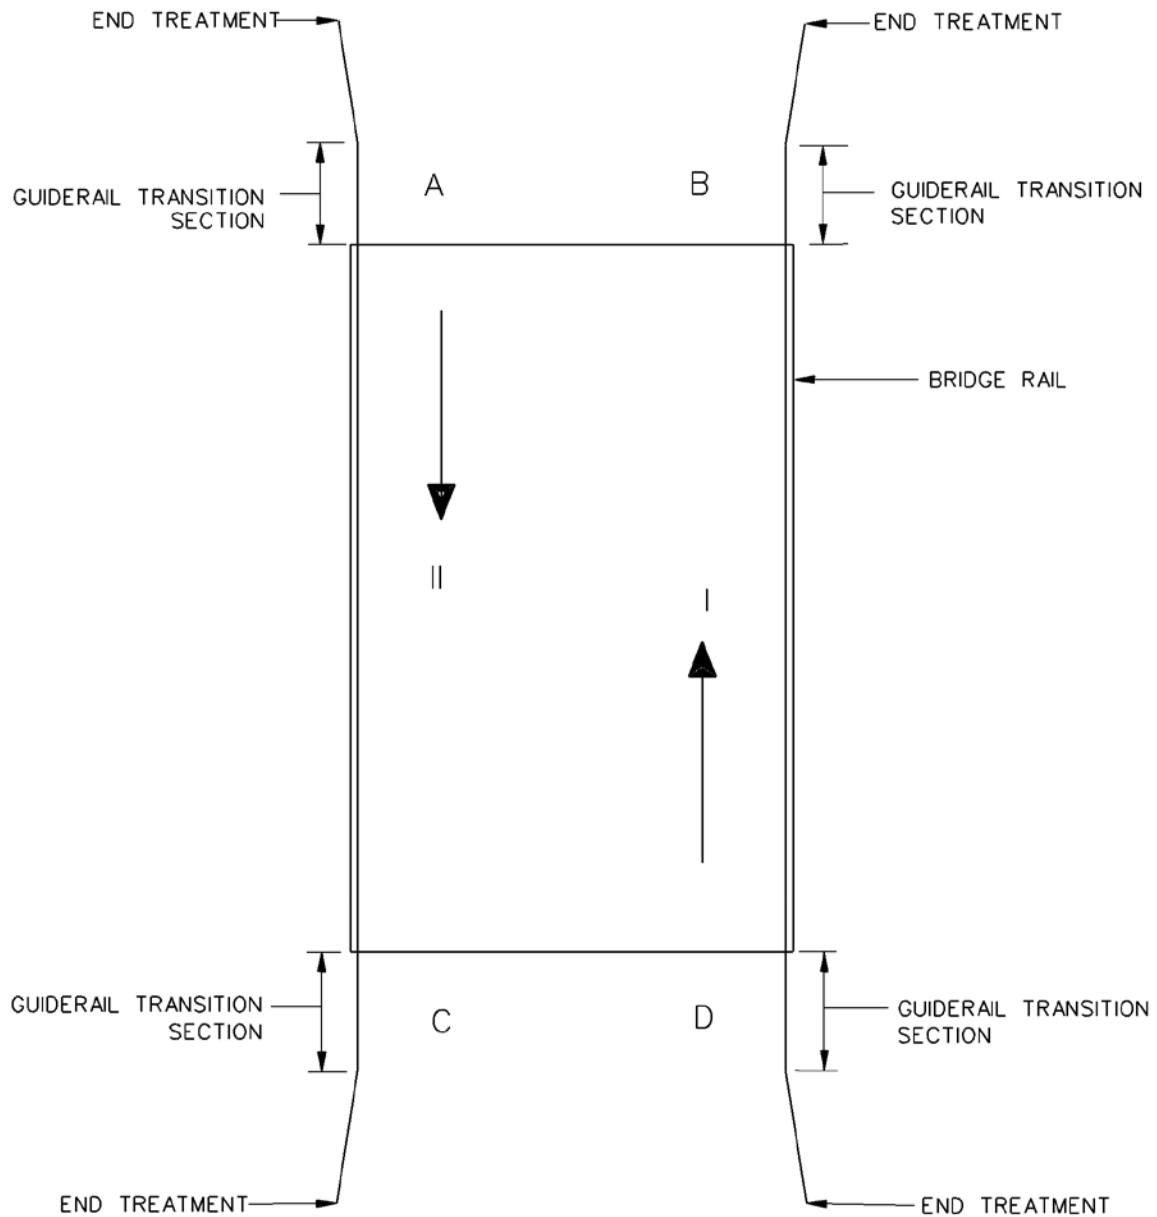 END TREATMENT
END TREATMENT
A
B
GUIDERAIL TRANSITION
SECTION
GUIDERAIL TRANSITION
SECTION
BRIDGE RAIL
II
I
GUIDERAIL TRANSITION
SECTION
C
D
GUIDERAIL TRANSITION
SECTION
END TREATMENT
END TREATMENT